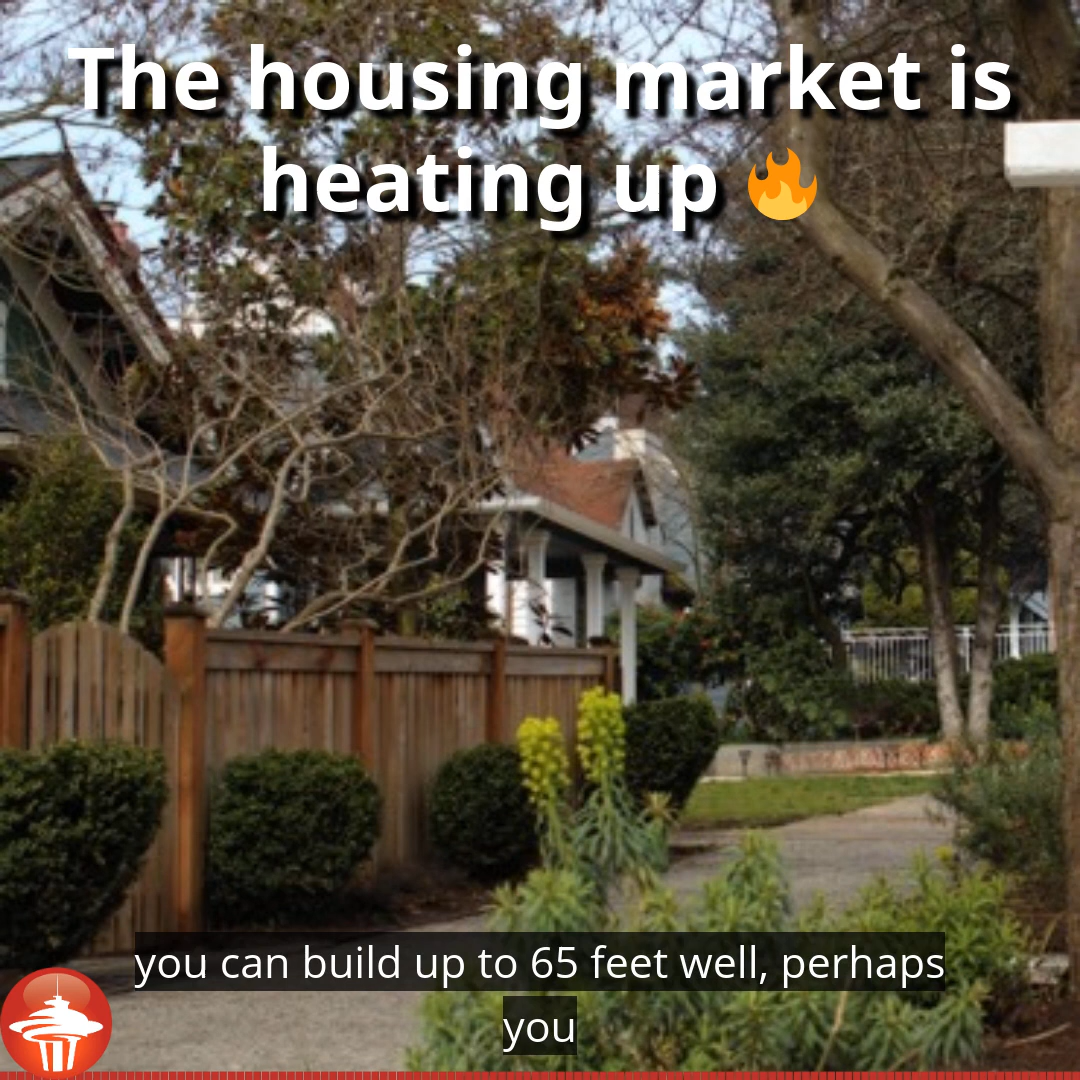 The housing market is
heating up 🔥
you can build up to 65 feet well, perhaps
you